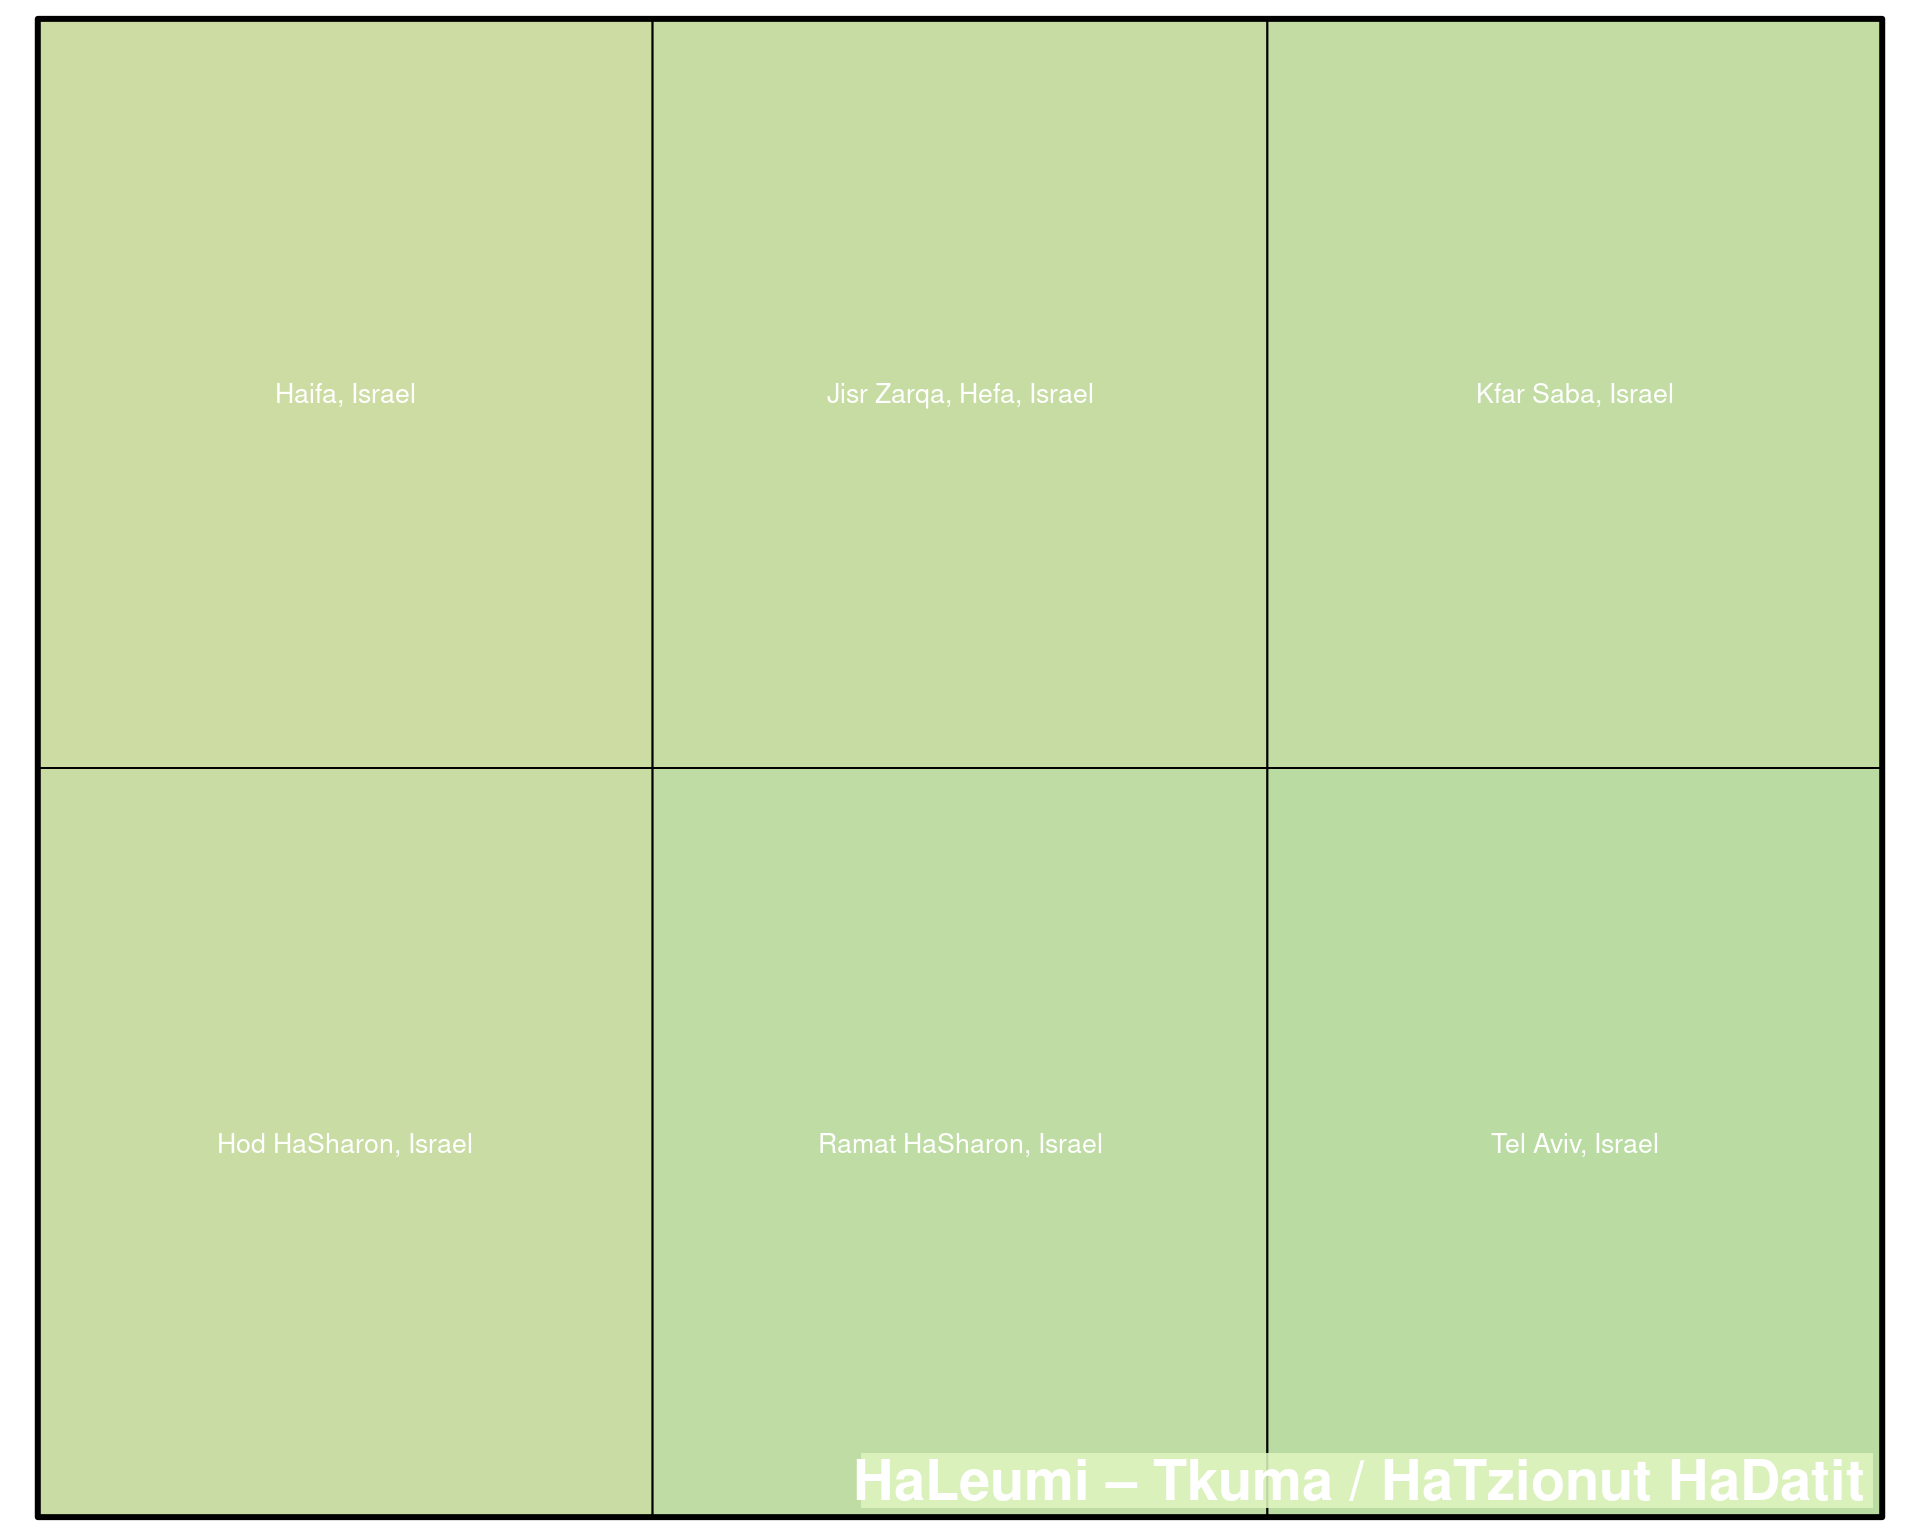 Haifa, Israel
Jisr Zarqa, Hefa, Israel
Kfar Saba, Israel
Hod HaSharon, Israel
Ramat HaSharon, Israel
Tel Aviv, Israel
HaLeumi – Tkuma / HaTzionut HaDatit